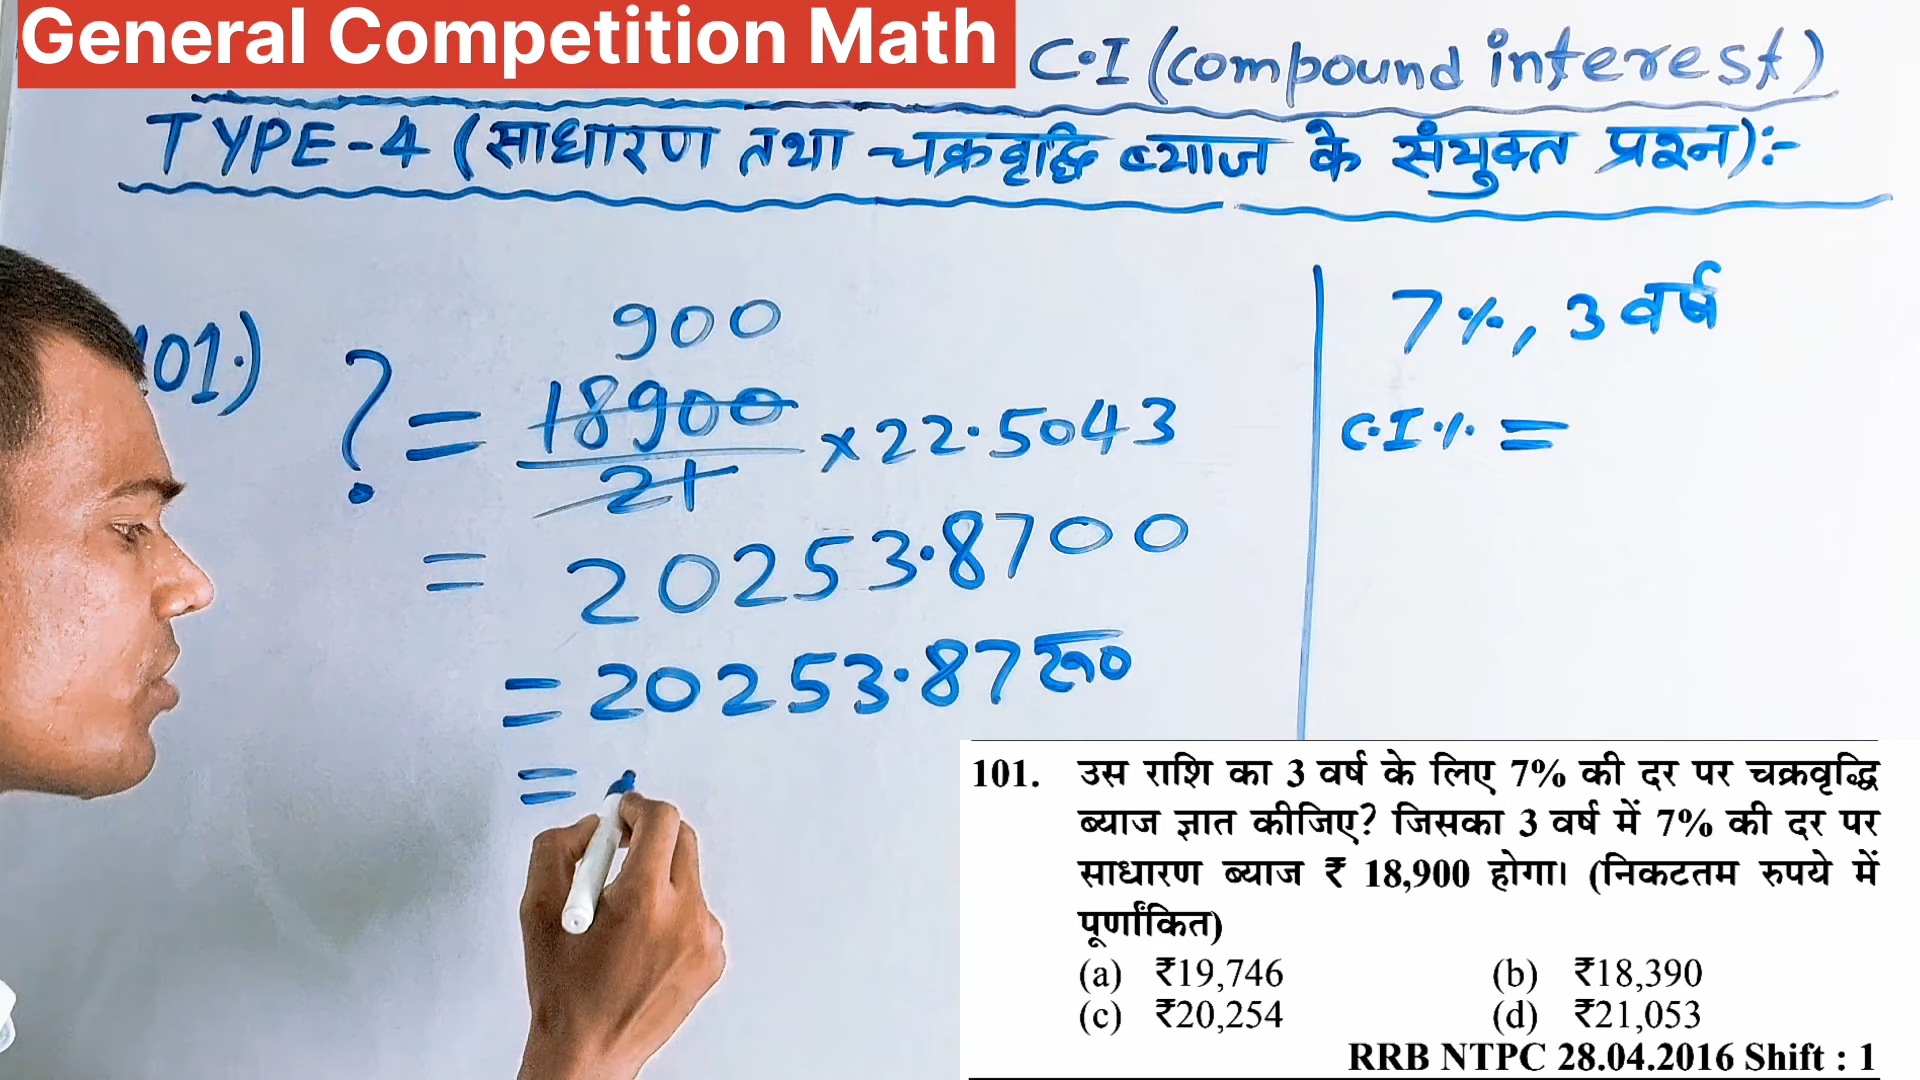 General Competition Math
C.I (compound interest)
TYPE-4 (साधारण तथा चक्रवृद्धि ब्याज के संयुक्त प्रश्न):-
101.)
900
? = 18900/21 × 22.5043
= 20253.8700
= 20253.87 रू०
=
7%, 3 वर्ष
C.I.% =
101. उस राशि का 3 वर्ष के लिए 7% की दर पर चक्रवृद्धि
ब्याज ज्ञात कीजिए? जिसका 3 वर्ष में 7% की दर पर
साधारण ब्याज ₹ 18,900 होगा। (निकटतम रुपये में
पूर्णांकित)
(a) ₹19,746 (b) ₹18,390
(c) ₹20,254 (d) ₹21,053
RRB NTPC 28.04.2016 Shift : 1